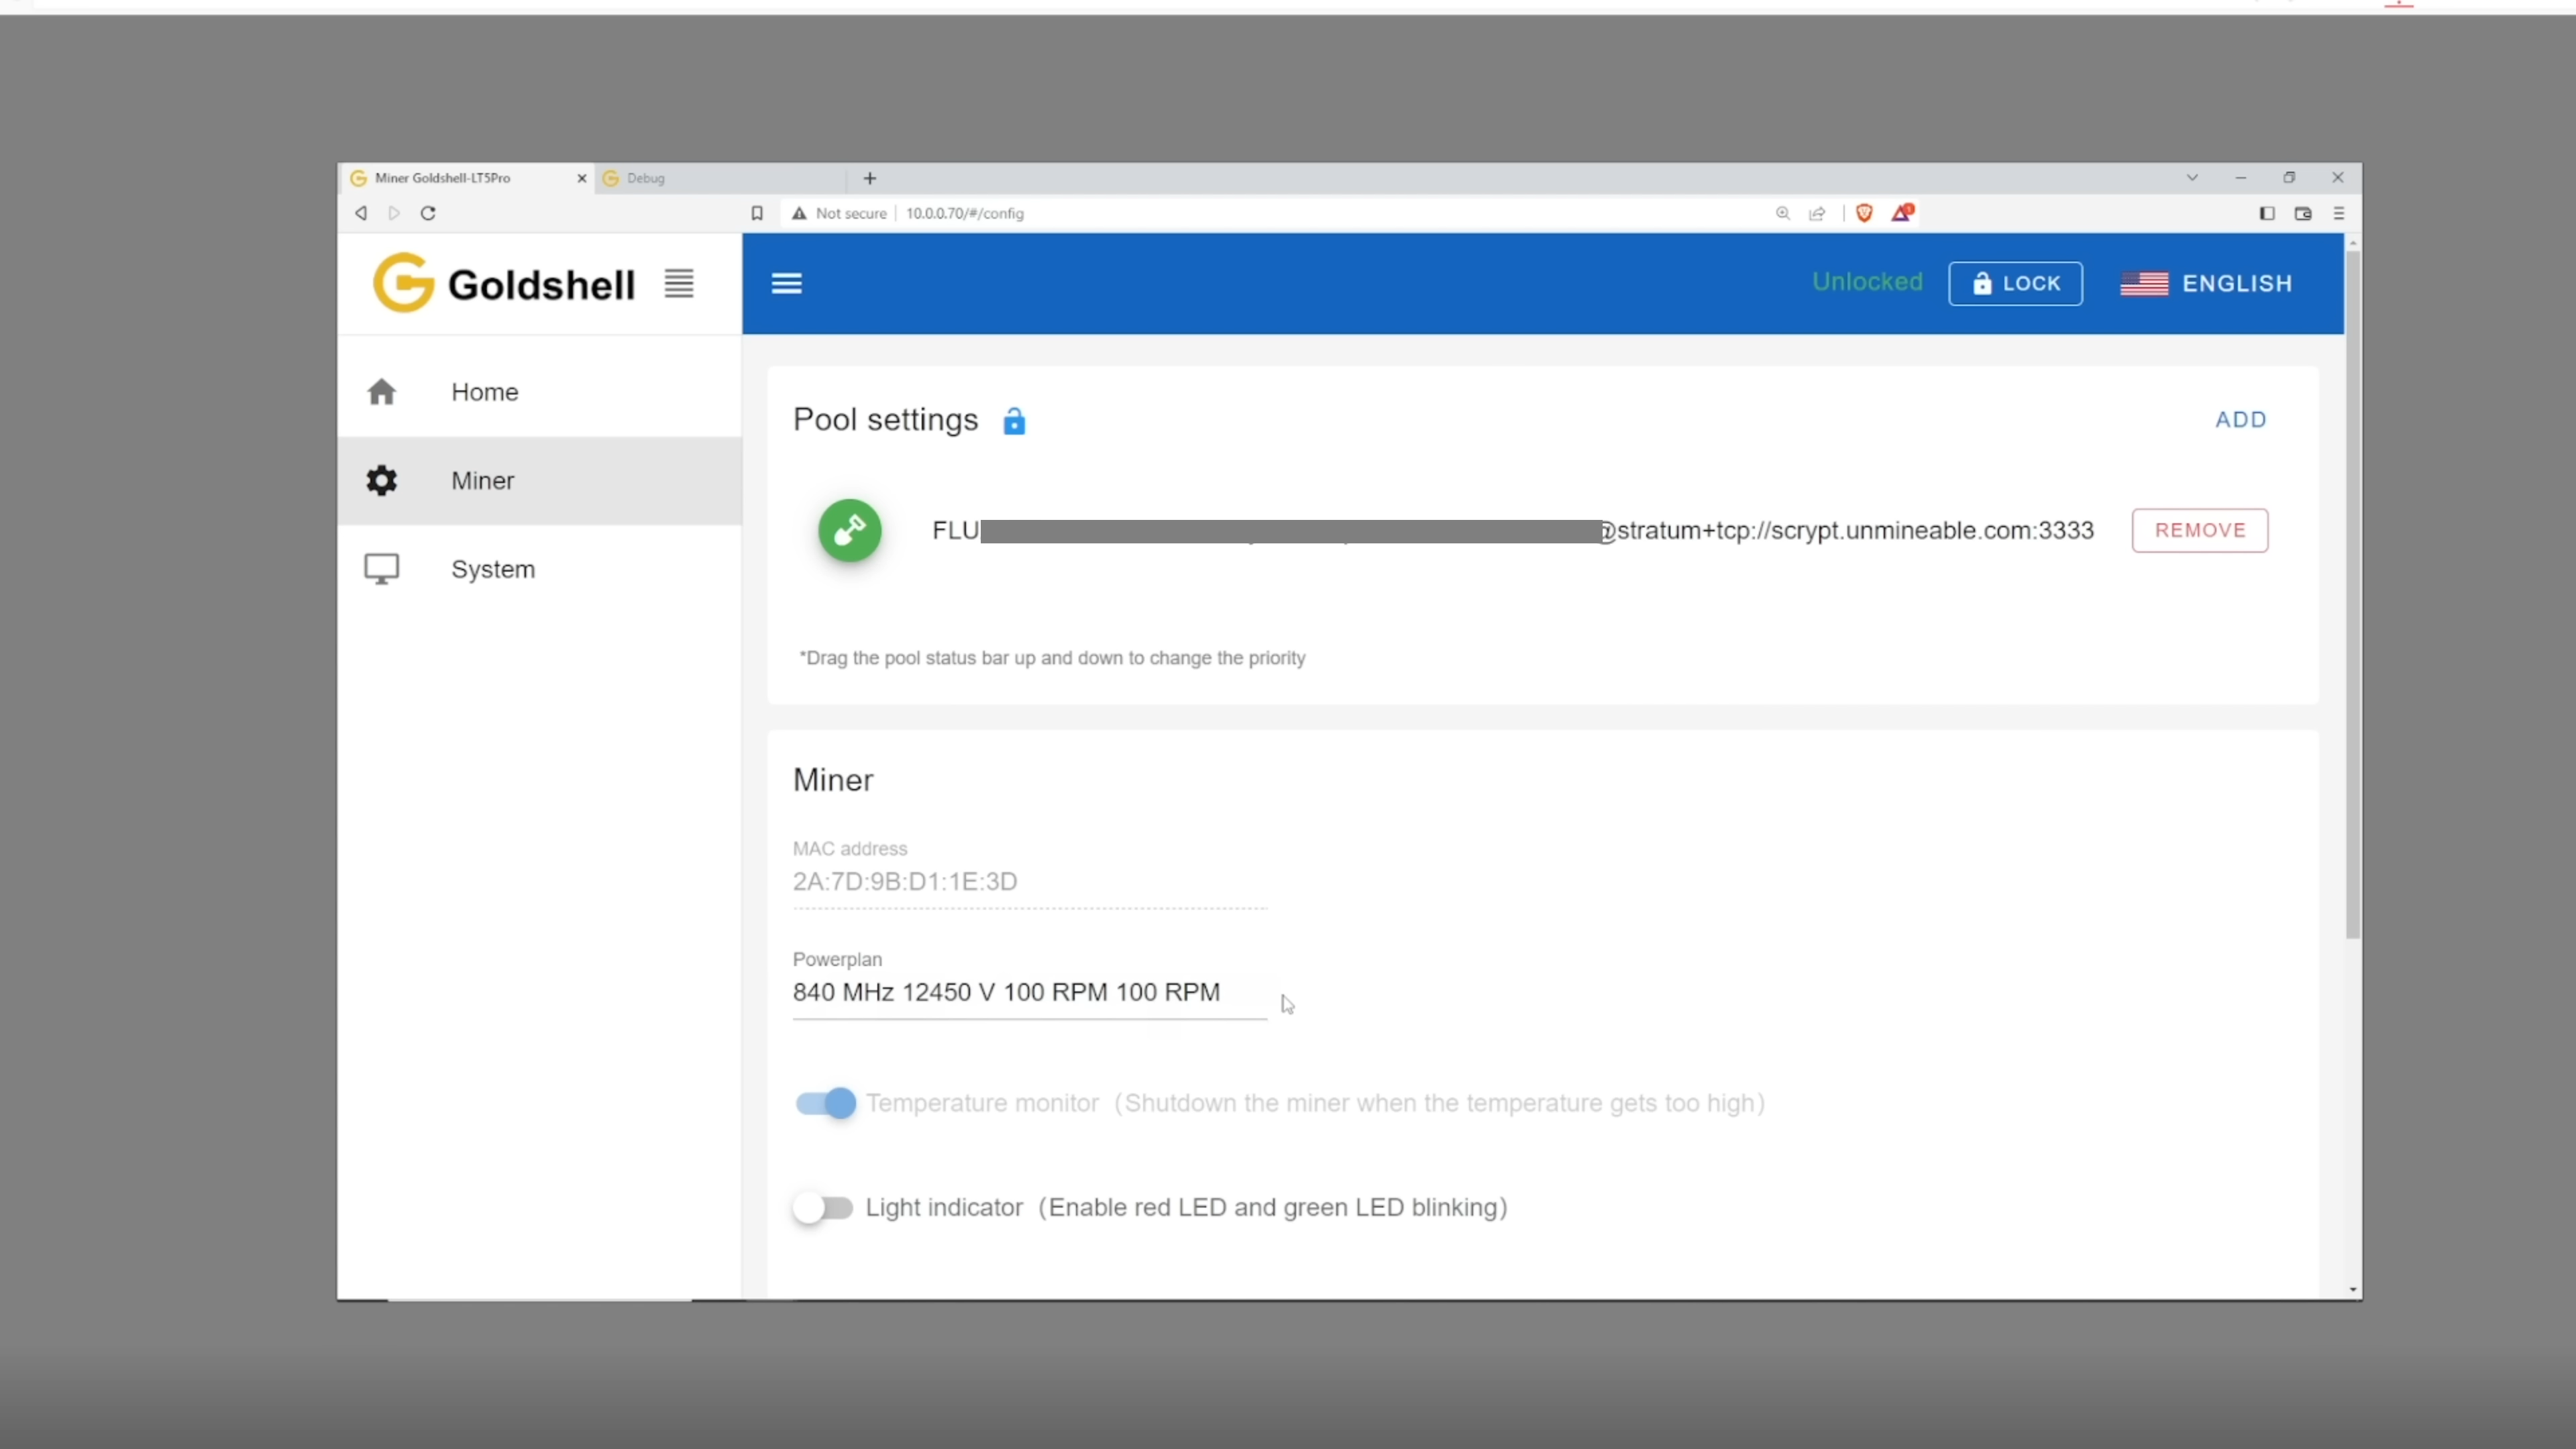 Miner Goldshell-LT5Pro
Debug
Not secure
10.0.0.70/#/config
Goldshell
Unlocked
LOCK
ENGLISH
Home
Miner
System
Pool settings
ADD
FLU
@stratum+tcp://scrypt.unmineable.com:3333
REMOVE
*Drag the pool status bar up and down to change the priority
Miner
MAC address
2A:7D:9B:D1:1E:3D
Powerplan
840 MHz 12450 V 100 RPM 100 RPM
Temperature monitor（Shutdown the miner when the temperature gets too high）
Light indicator（Enable red LED and green LED blinking）